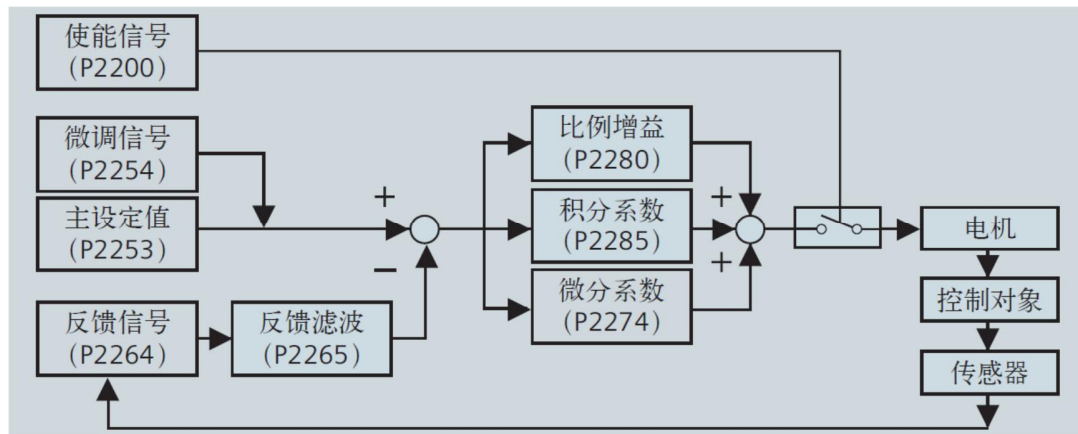 使能信号
(P2200)
微调信号
(P2254)
主设定值
(P2253)
反馈信号
(P2264)
反馈滤波
(P2265)
+
−
比例增益
(P2280)
积分系数
(P2285)
微分系数
(P2274)
+
+
电机
控制对象
传感器